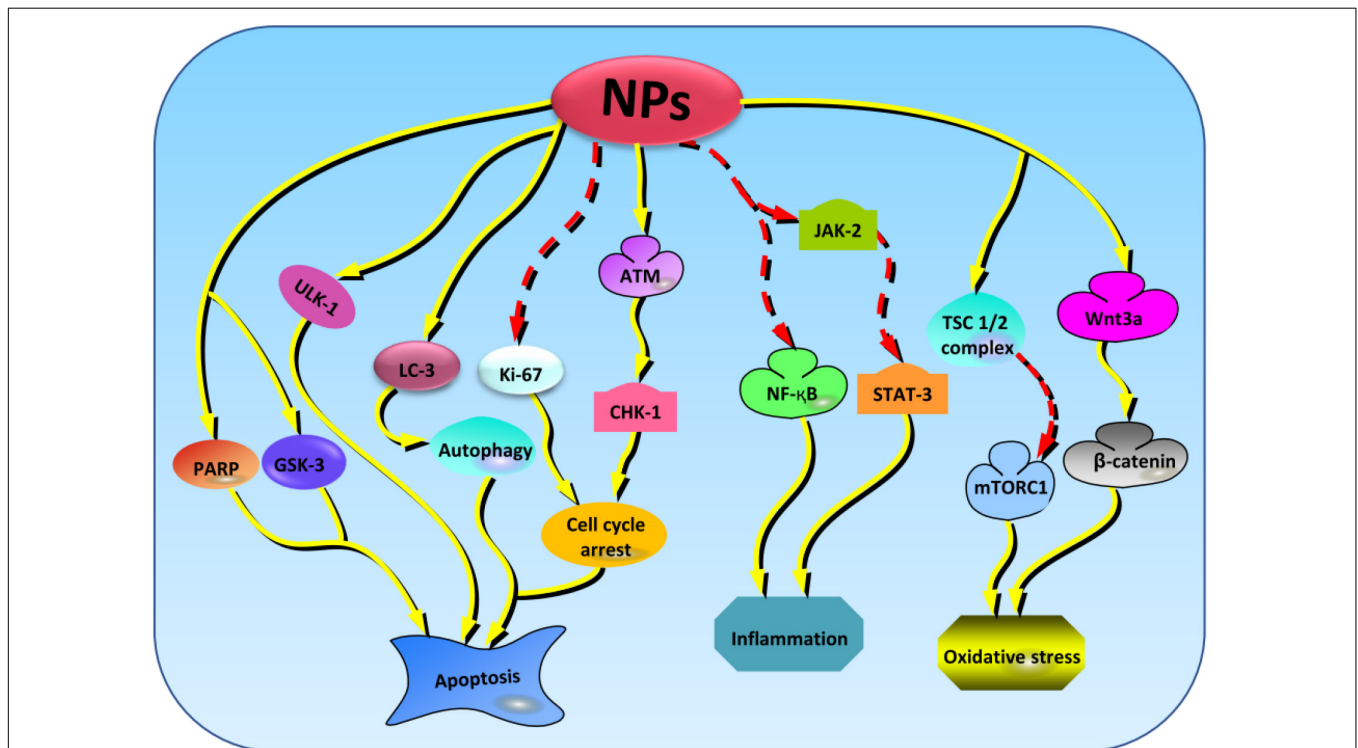 NPs
JAK-2
ATM
ULK-1
TSC 1/2
complex
Wnt3a
LC-3
Ki-67
NF-қB
STAT-3
CHK-1
Autophagy
PARP
GSK-3
β-catenin
mTORC1
Cell cycle
arrest
Inflammation
Oxidative stress
Apoptosis